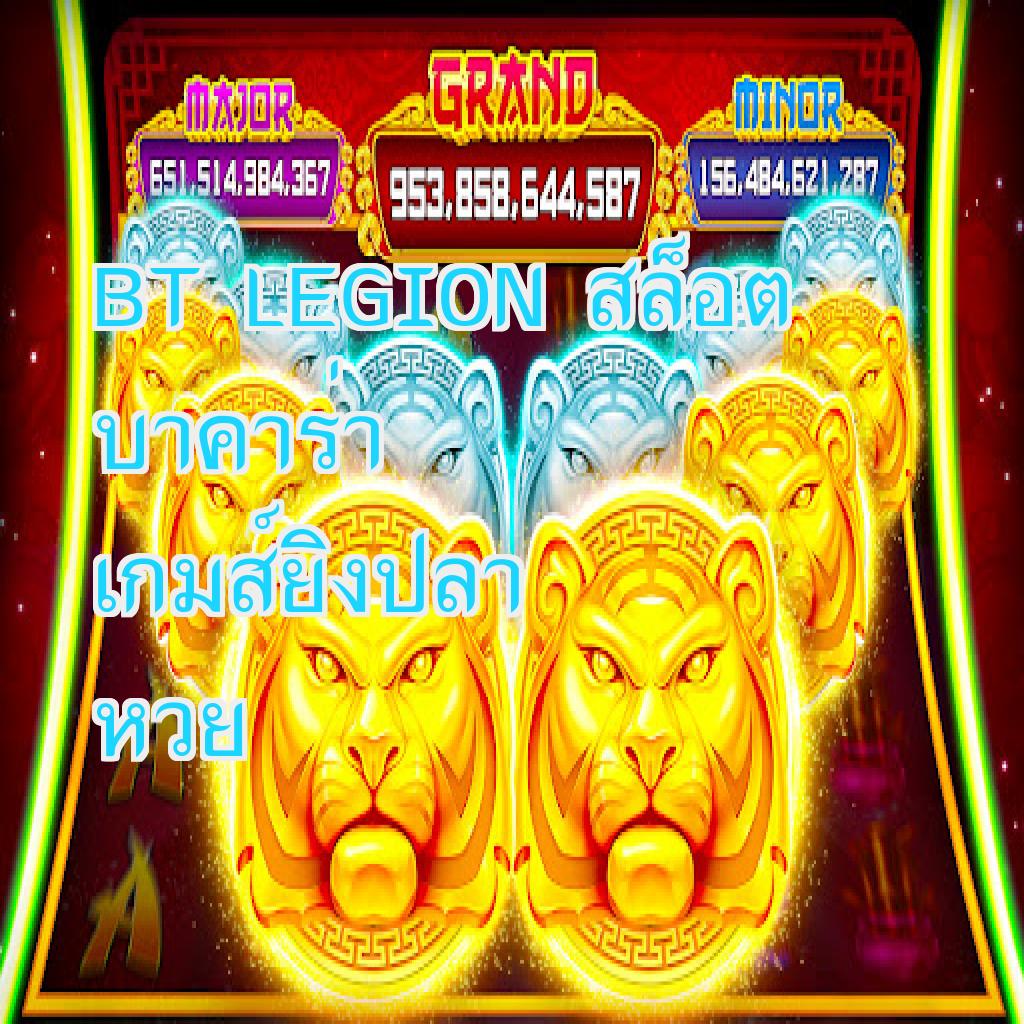 MAJOR GRAND MINOR
651,514,984,367 953,858,644,587 156,484,621,287
BT LEGION สล็อต
บาคาร่า
เกมส์ยิงปลา
หวย
A
A